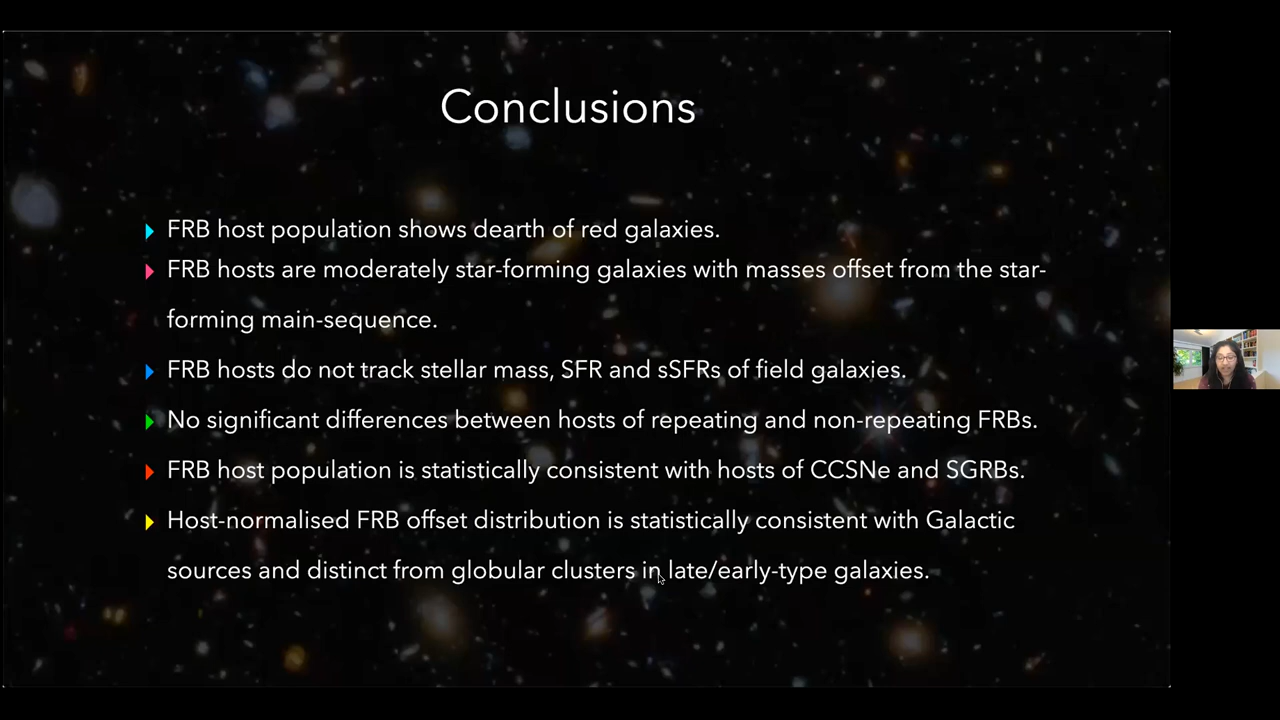 Conclusions
FRB host population shows dearth of red galaxies.
FRB hosts are moderately star-forming galaxies with masses offset from the star-
forming main-sequence.
FRB hosts do not track stellar mass, SFR and sSFRs of field galaxies.
No significant differences between hosts of repeating and non-repeating FRBs.
FRB host population is statistically consistent with hosts of CCSNe and SGRBs.
Host-normalised FRB offset distribution is statistically consistent with Galactic
sources and distinct from globular clusters in late/early-type galaxies.